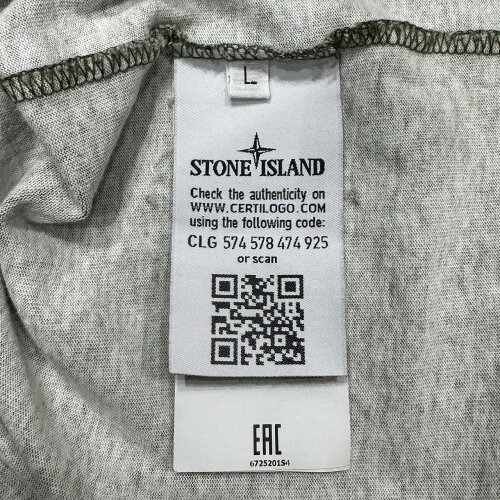 L
STONE ISLAND
Check the authenticity on
WWW.CERTILOGO.COM
using the following code:
CLG 574 578 474 925
or scan
EAC
6725201S4